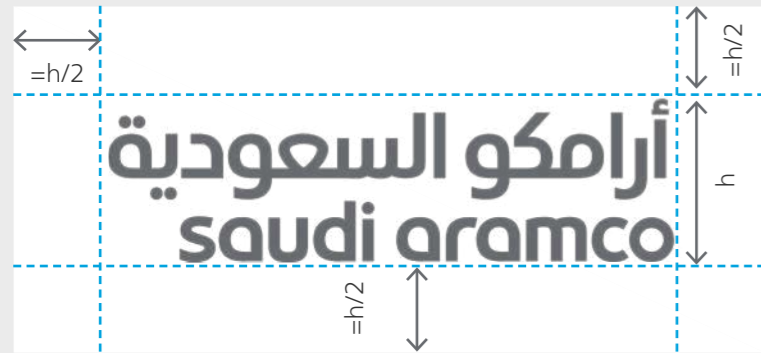 =h/2
=h/2
أرامكو السعودية
h
saudi aramco
=h/2